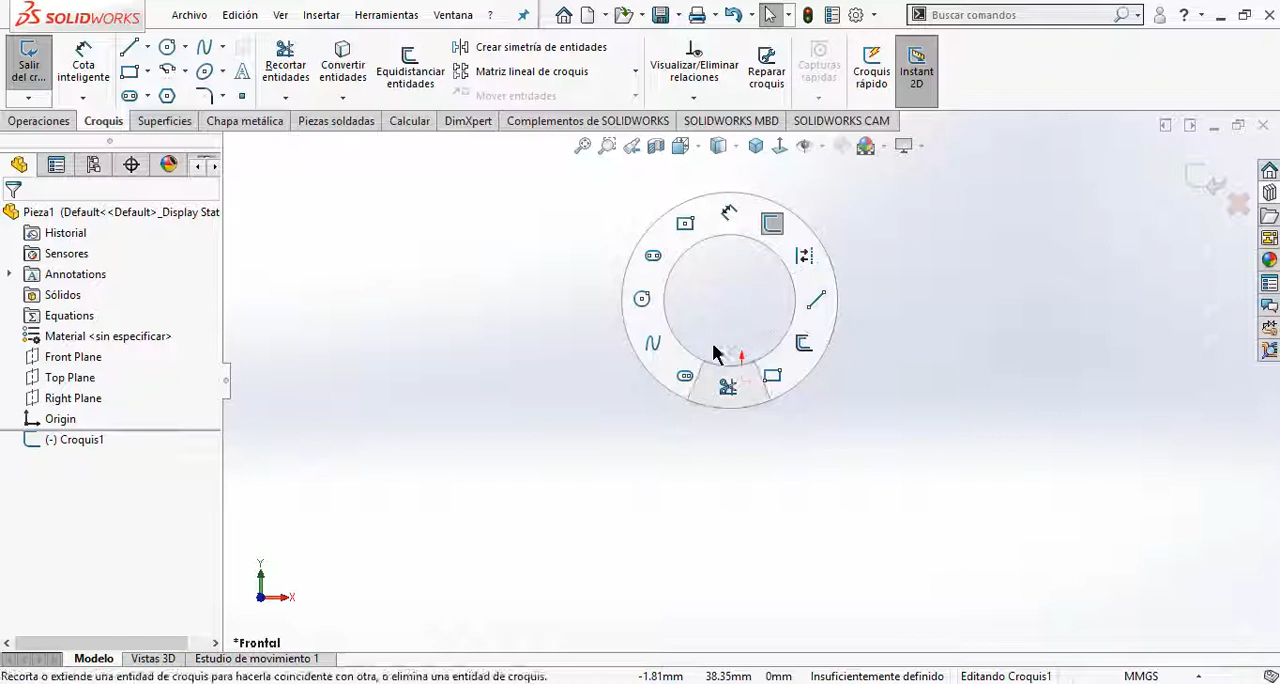 SOLIDWORKS
Archivo Edición Ver Insertar Herramientas Ventana ?
Buscar comandos
?
Salir del cr...
Cota inteligente
Recortar entidades
Convertir entidades
Equidistanciar entidades
Crear simetría de entidades
Matriz lineal de croquis
Mover entidades
Visualizar/Eliminar relaciones
Reparar croquis
Capturas rápidas
Croquis rápido
Instant 2D
Operaciones Croquis Superficies Chapa metálica Piezas soldadas Calcular DimXpert Complementos de SOLIDWORKS SOLIDWORKS MBD SOLIDWORKS CAM
Pieza1 (Default<<Default>_Display Stat
Historial
Sensores
Annotations
Sólidos
Equations
Material <sin especificar>
Front Plane
Top Plane
Right Plane
Origin
(-) Croquis1
Y
X
*Frontal
Modelo Vistas 3D Estudio de movimiento 1
Recorta o extiende una entidad de croquis para hacerla coincidente con otra, o elimina una entidad de croquis. -1.81mm 38.35mm 0mm Insuficientemente definido Editando Croquis1 MMGS